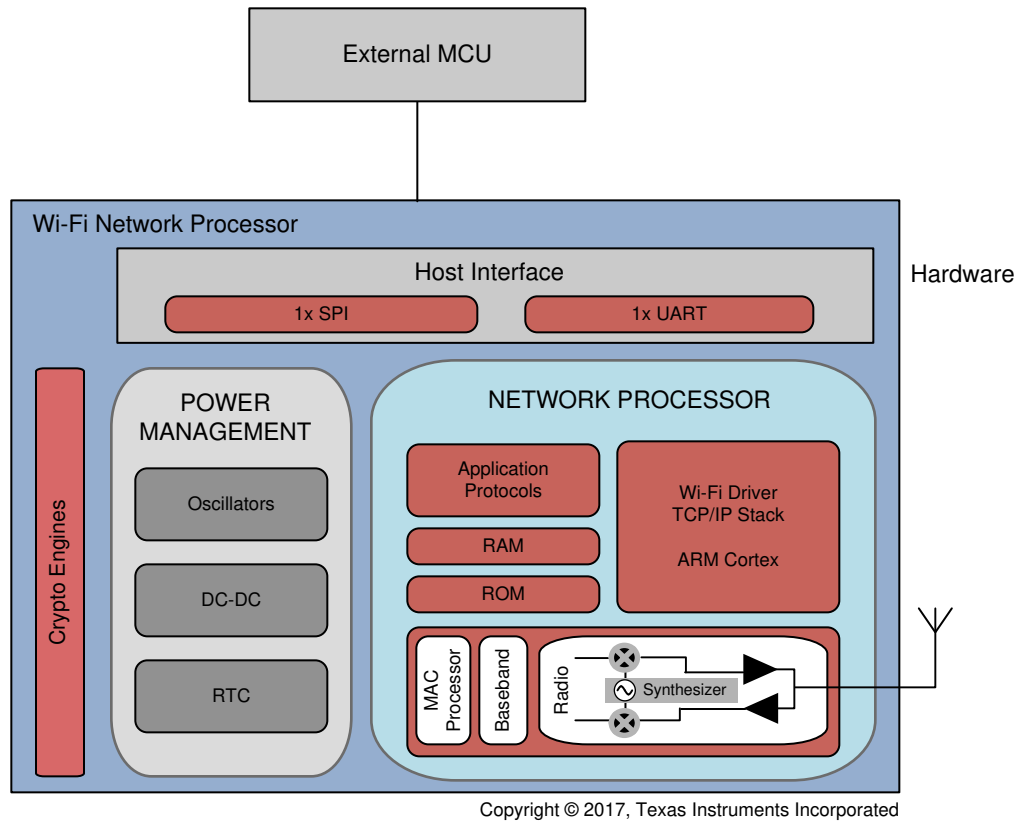 External MCU
Wi-Fi Network Processor
Host Interface
Hardware
1x SPI
1x UART
Crypto Engines
POWER
MANAGEMENT
Oscillators
DC-DC
RTC
NETWORK PROCESSOR
Application
Protocols
RAM
ROM
Wi-Fi Driver
TCP/IP Stack
ARM Cortex
MAC
Processor
Baseband
Radio
Synthesizer
Copyright © 2017, Texas Instruments Incorporated